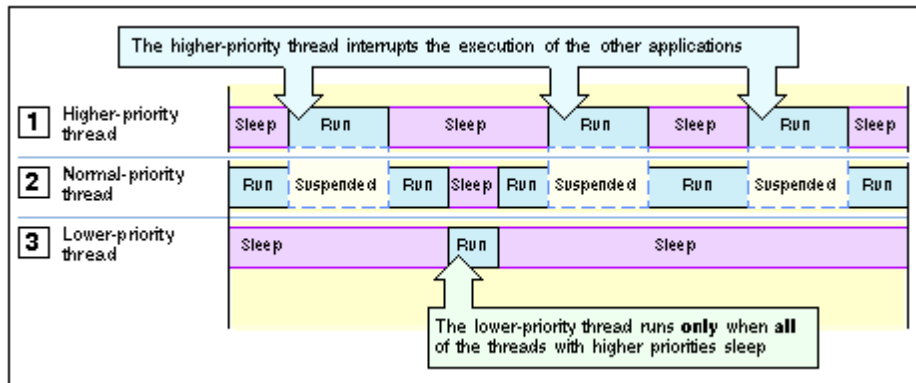 The higher-priority thread interrupts the execution of the other applications
1 Higher-priority
thread
Sleep Run Sleep Run Sleep Run Sleep
2 Normal-priority
thread
Run Suspended Run Sleep Run Suspended Run Suspended Run
3 Lower-priority
thread
Sleep Run Sleep
The lower-priority thread runs only when all
of the threads with higher priorities sleep